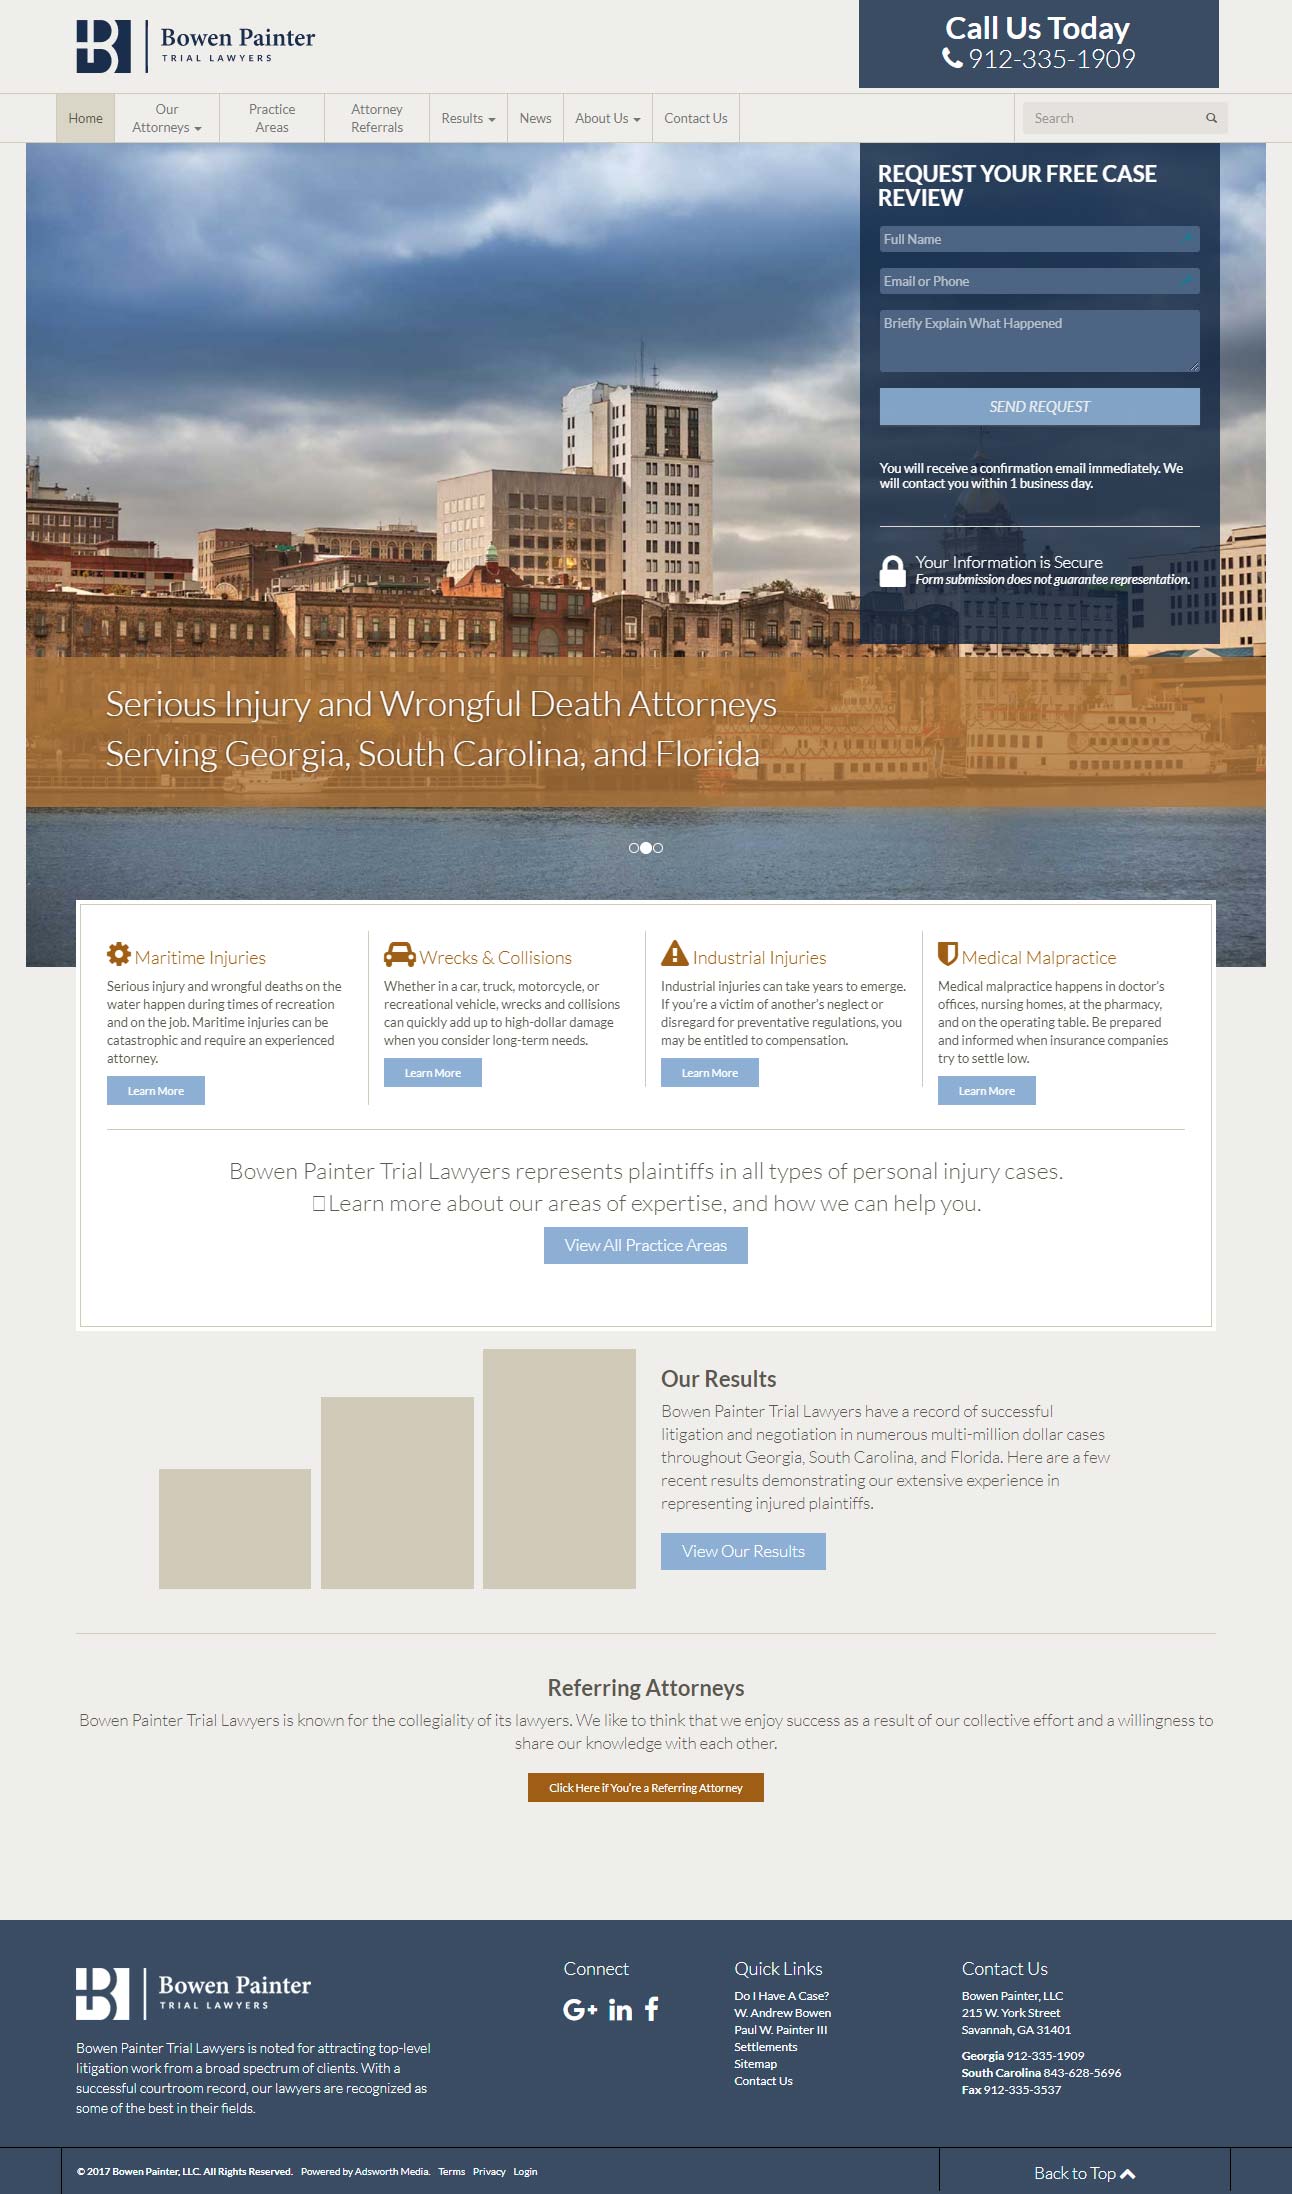 Bowen Painter
TRIAL LAWYERS
Call Us Today
912-335-1909
Home
Our
Attorneys
Practice
Areas
Attorney
Referrals
Results
News
About Us
Contact Us
Search
REQUEST YOUR FREE CASE
REVIEW
Full Name
Email or Phone
Briefly Explain What Happened
SEND REQUEST
You will receive a confirmation email immediately. We
will contact you within 1 business day.
Your Information is Secure
Form submission does not guarantee representation.
Serious Injury and Wrongful Death Attorneys
Serving Georgia, South Carolina, and Florida
Maritime Injuries
Serious injury and wrongful deaths on the
water happen during times of recreation
and on the job. Maritime injuries can be
catastrophic and require an experienced
attorney.
Learn More
Wrecks & Collisions
Whether in a car, truck, motorcycle, or
recreational vehicle, wrecks and collisions
can quickly add up to high-dollar damage
when you consider long-term needs.
Learn More
Industrial Injuries
Industrial injuries can take years to emerge.
If you're a victim of another's neglect or
disregard for preventative regulations, you
may be entitled to compensation.
Learn More
Medical Malpractice
Medical malpractice happens in doctor's
offices, nursing homes, at the pharmacy,
and on the operating table. Be prepared
and informed when insurance companies
try to settle low.
Learn More
Bowen Painter Trial Lawyers represents plaintiffs in all types of personal injury cases.
Learn more about our areas of expertise, and how we can help you.
View All Practice Areas
Our Results
Bowen Painter Trial Lawyers have a record of successful
litigation and negotiation in numerous multi-million dollar cases
throughout Georgia, South Carolina, and Florida. Here are a few
recent results demonstrating our extensive experience in
representing injured plaintiffs.
View Our Results
Referring Attorneys
Bowen Painter Trial Lawyers is known for the collegiality of its lawyers. We like to think that we enjoy success as a result of our collective effort and a willingness to
share our knowledge with each other.
Click Here if You're a Referring Attorney
Bowen Painter
TRIAL LAWYERS
Bowen Painter Trial Lawyers is noted for attracting top-level
litigation work from a broad spectrum of clients. With a
successful courtroom record, our lawyers are recognized as
some of the best in their fields.
Connect
G+ in f
Quick Links
Do I Have A Case?
W. Andrew Bowen
Paul W. Painter III
Settlements
Sitemap
Contact Us
Contact Us
Bowen Painter, LLC
215 W. York Street
Savannah, GA 31401
Georgia 912-335-1909
South Carolina 843-628-5696
Fax 912-335-3537
© 2017 Bowen Painter, LLC. All Rights Reserved. Powered by Adsworth Media. Terms Privacy Login
Back to Top